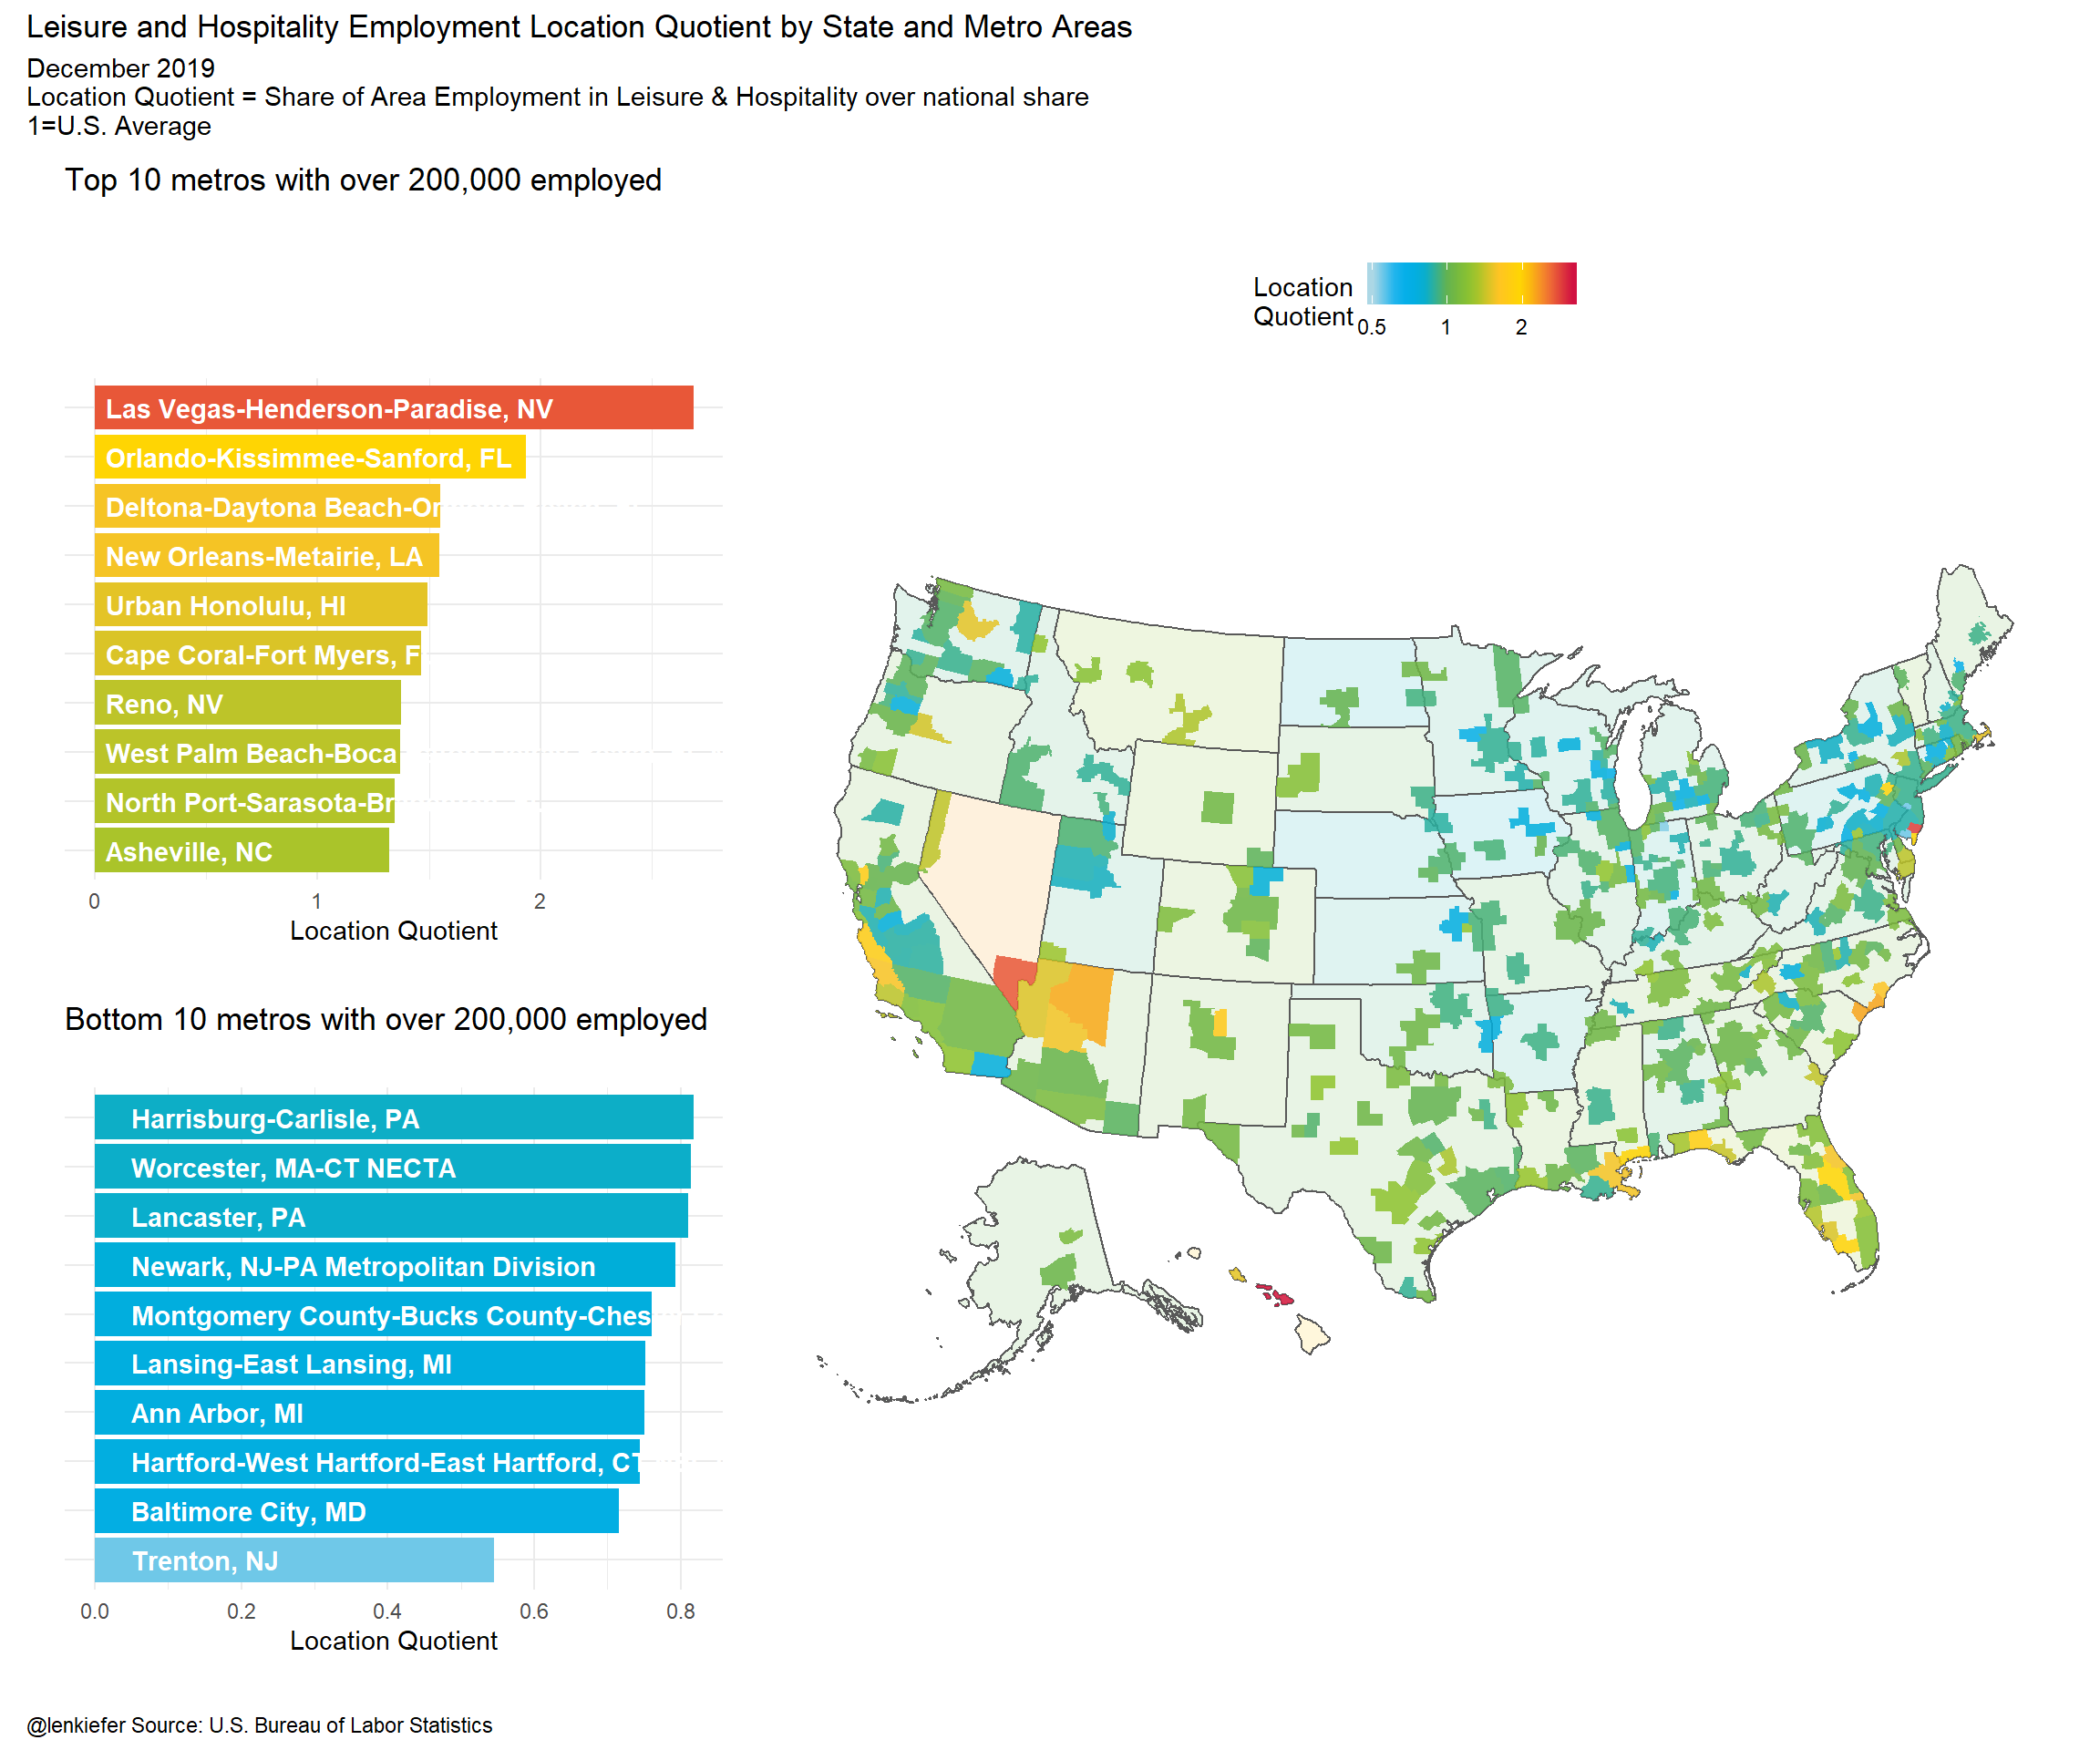 Leisure and Hospitality Employment Location Quotient by State and Metro Areas
December 2019
Location Quotient = Share of Area Employment in Leisure & Hospitality over national share
1=U.S. Average
Top 10 metros with over 200,000 employed
Location
Quotient
0.5 1 2
Las Vegas-Henderson-Paradise, NV
Orlando-Kissimmee-Sanford, FL
Deltona-Daytona Beach-Or
New Orleans-Metairie, LA
Urban Honolulu, HI
Cape Coral-Fort Myers, F
Reno, NV
West Palm Beach-Boca
North Port-Sarasota-Br
Asheville, NC
0 1 2
Location Quotient
Bottom 10 metros with over 200,000 employed
Harrisburg-Carlisle, PA
Worcester, MA-CT NECTA
Lancaster, PA
Newark, NJ-PA Metropolitan Division
Montgomery County-Bucks County-Ches
Lansing-East Lansing, MI
Ann Arbor, MI
Hartford-West Hartford-East Hartford, CT
Baltimore City, MD
Trenton, NJ
0.0 0.2 0.4 0.6 0.8
Location Quotient
@lenkiefer Source: U.S. Bureau of Labor Statistics